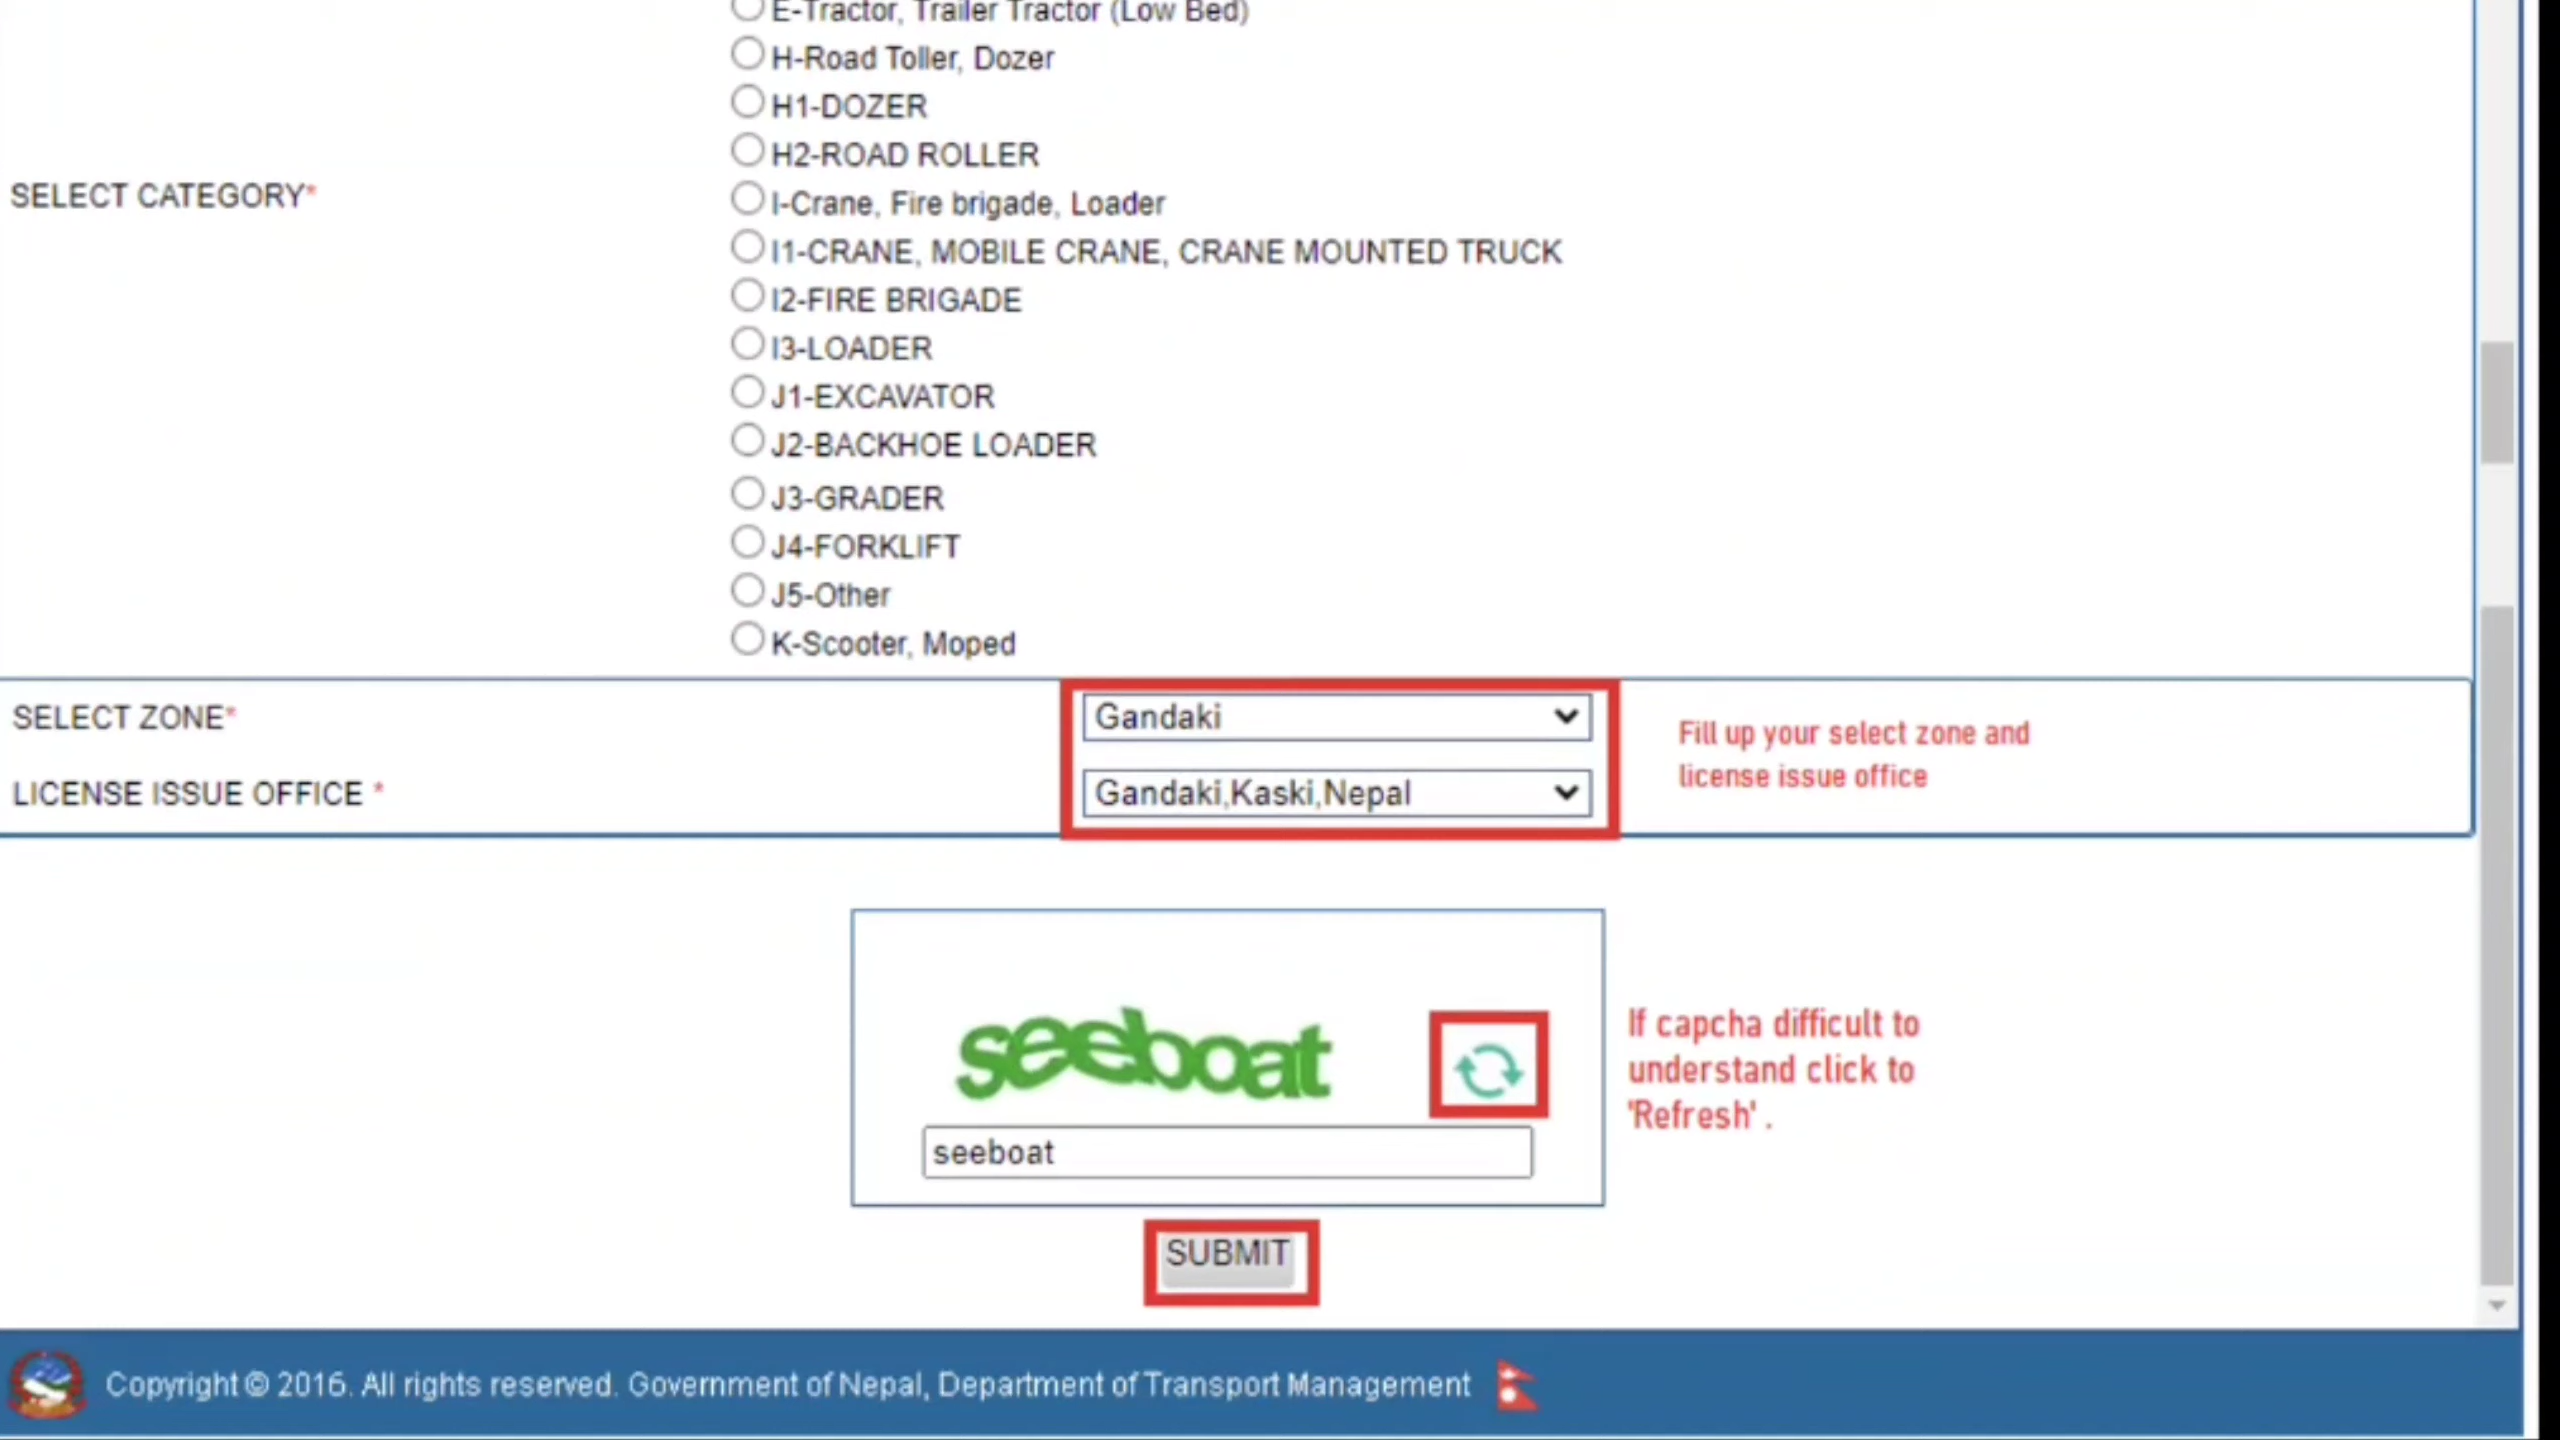 E-Tractor, Trailer Tractor (Low Bed)
H-Road Toller, Dozer
H1-DOZER
H2-ROAD ROLLER
SELECT CATEGORY*
I-Crane, Fire brigade, Loader
I1-CRANE, MOBILE CRANE, CRANE MOUNTED TRUCK
I2-FIRE BRIGADE
I3-LOADER
J1-EXCAVATOR
J2-BACKHOE LOADER
J3-GRADER
J4-FORKLIFT
J5-Other
K-Scooter, Moped
SELECT ZONE*
Gandaki
LICENSE ISSUE OFFICE *
Gandaki,Kaski,Nepal
Fill up your select zone and
license issue office
seeboat
seeboat
If capcha difficult to
understand click to
'Refresh' .
SUBMIT
Copyright © 2016. All rights reserved. Government of Nepal, Department of Transport Management